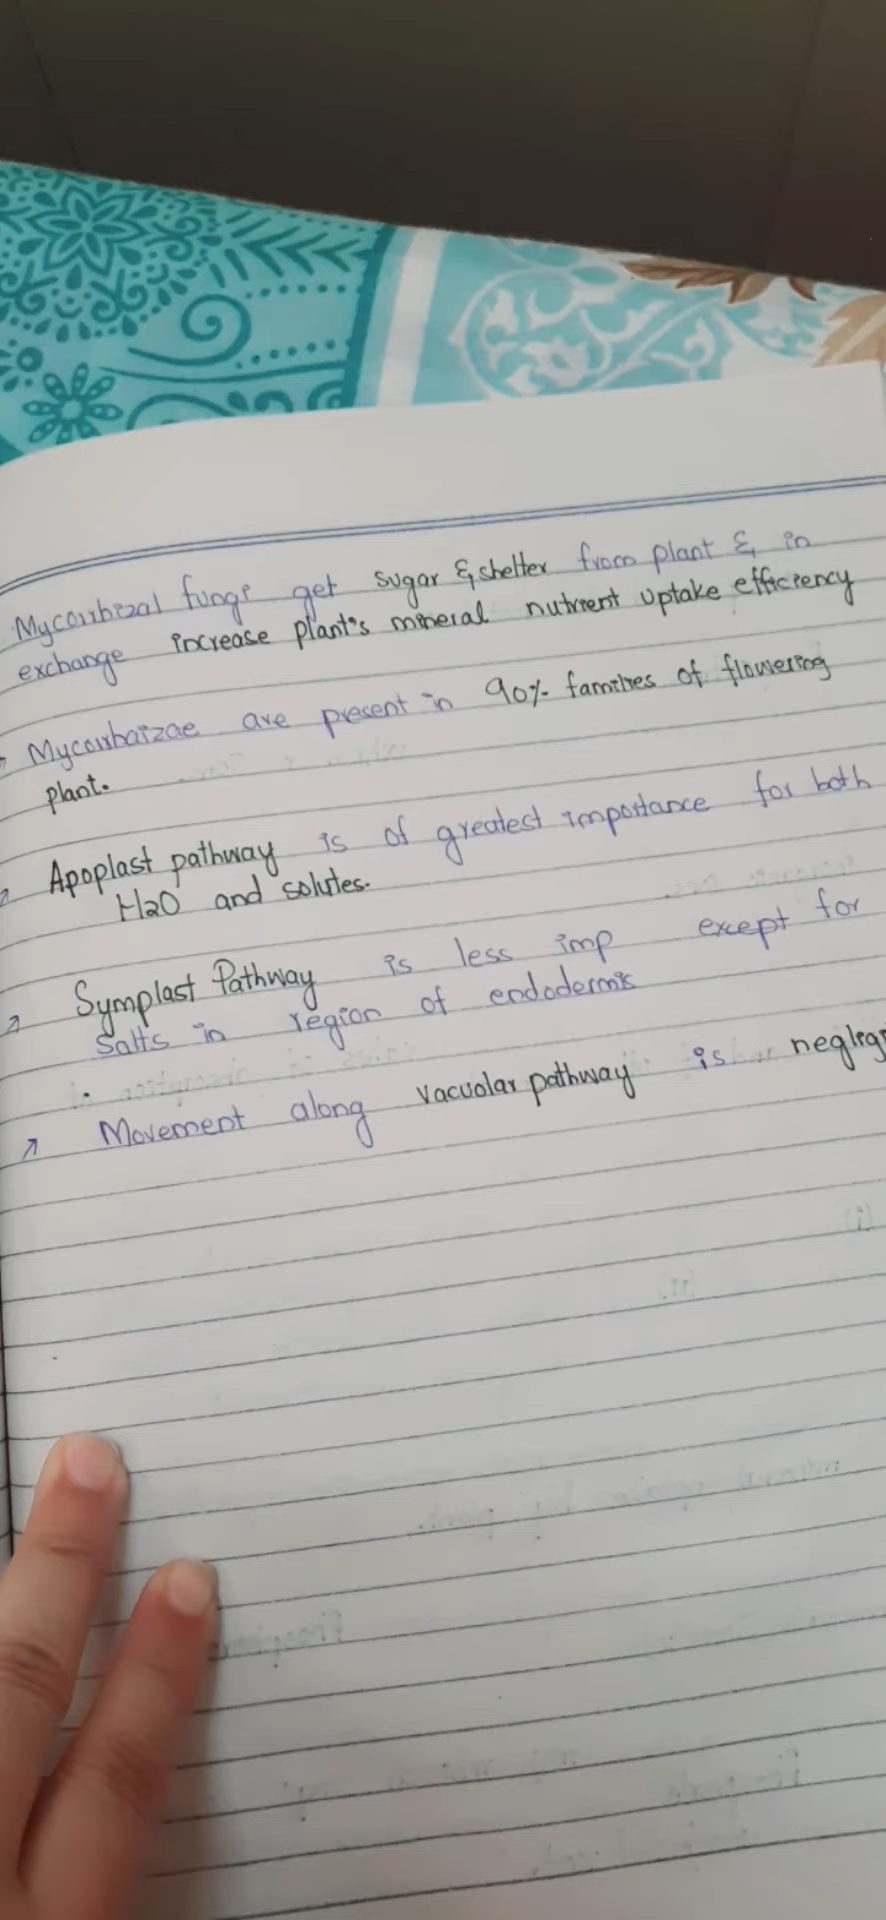 Mycorrhizal fungi get sugar & shelter from plant & in
exchange increase plant's mineral nutrient uptake efficiency
Mycorrhaizae are present in 90% families of flowering
plant.
Apoplast pathway is of greatest importance for both
H2O and solutes.
Symplast Pathway is less imp except for
salts in region of endodermis
Movement along vacuolar pathway is neglig